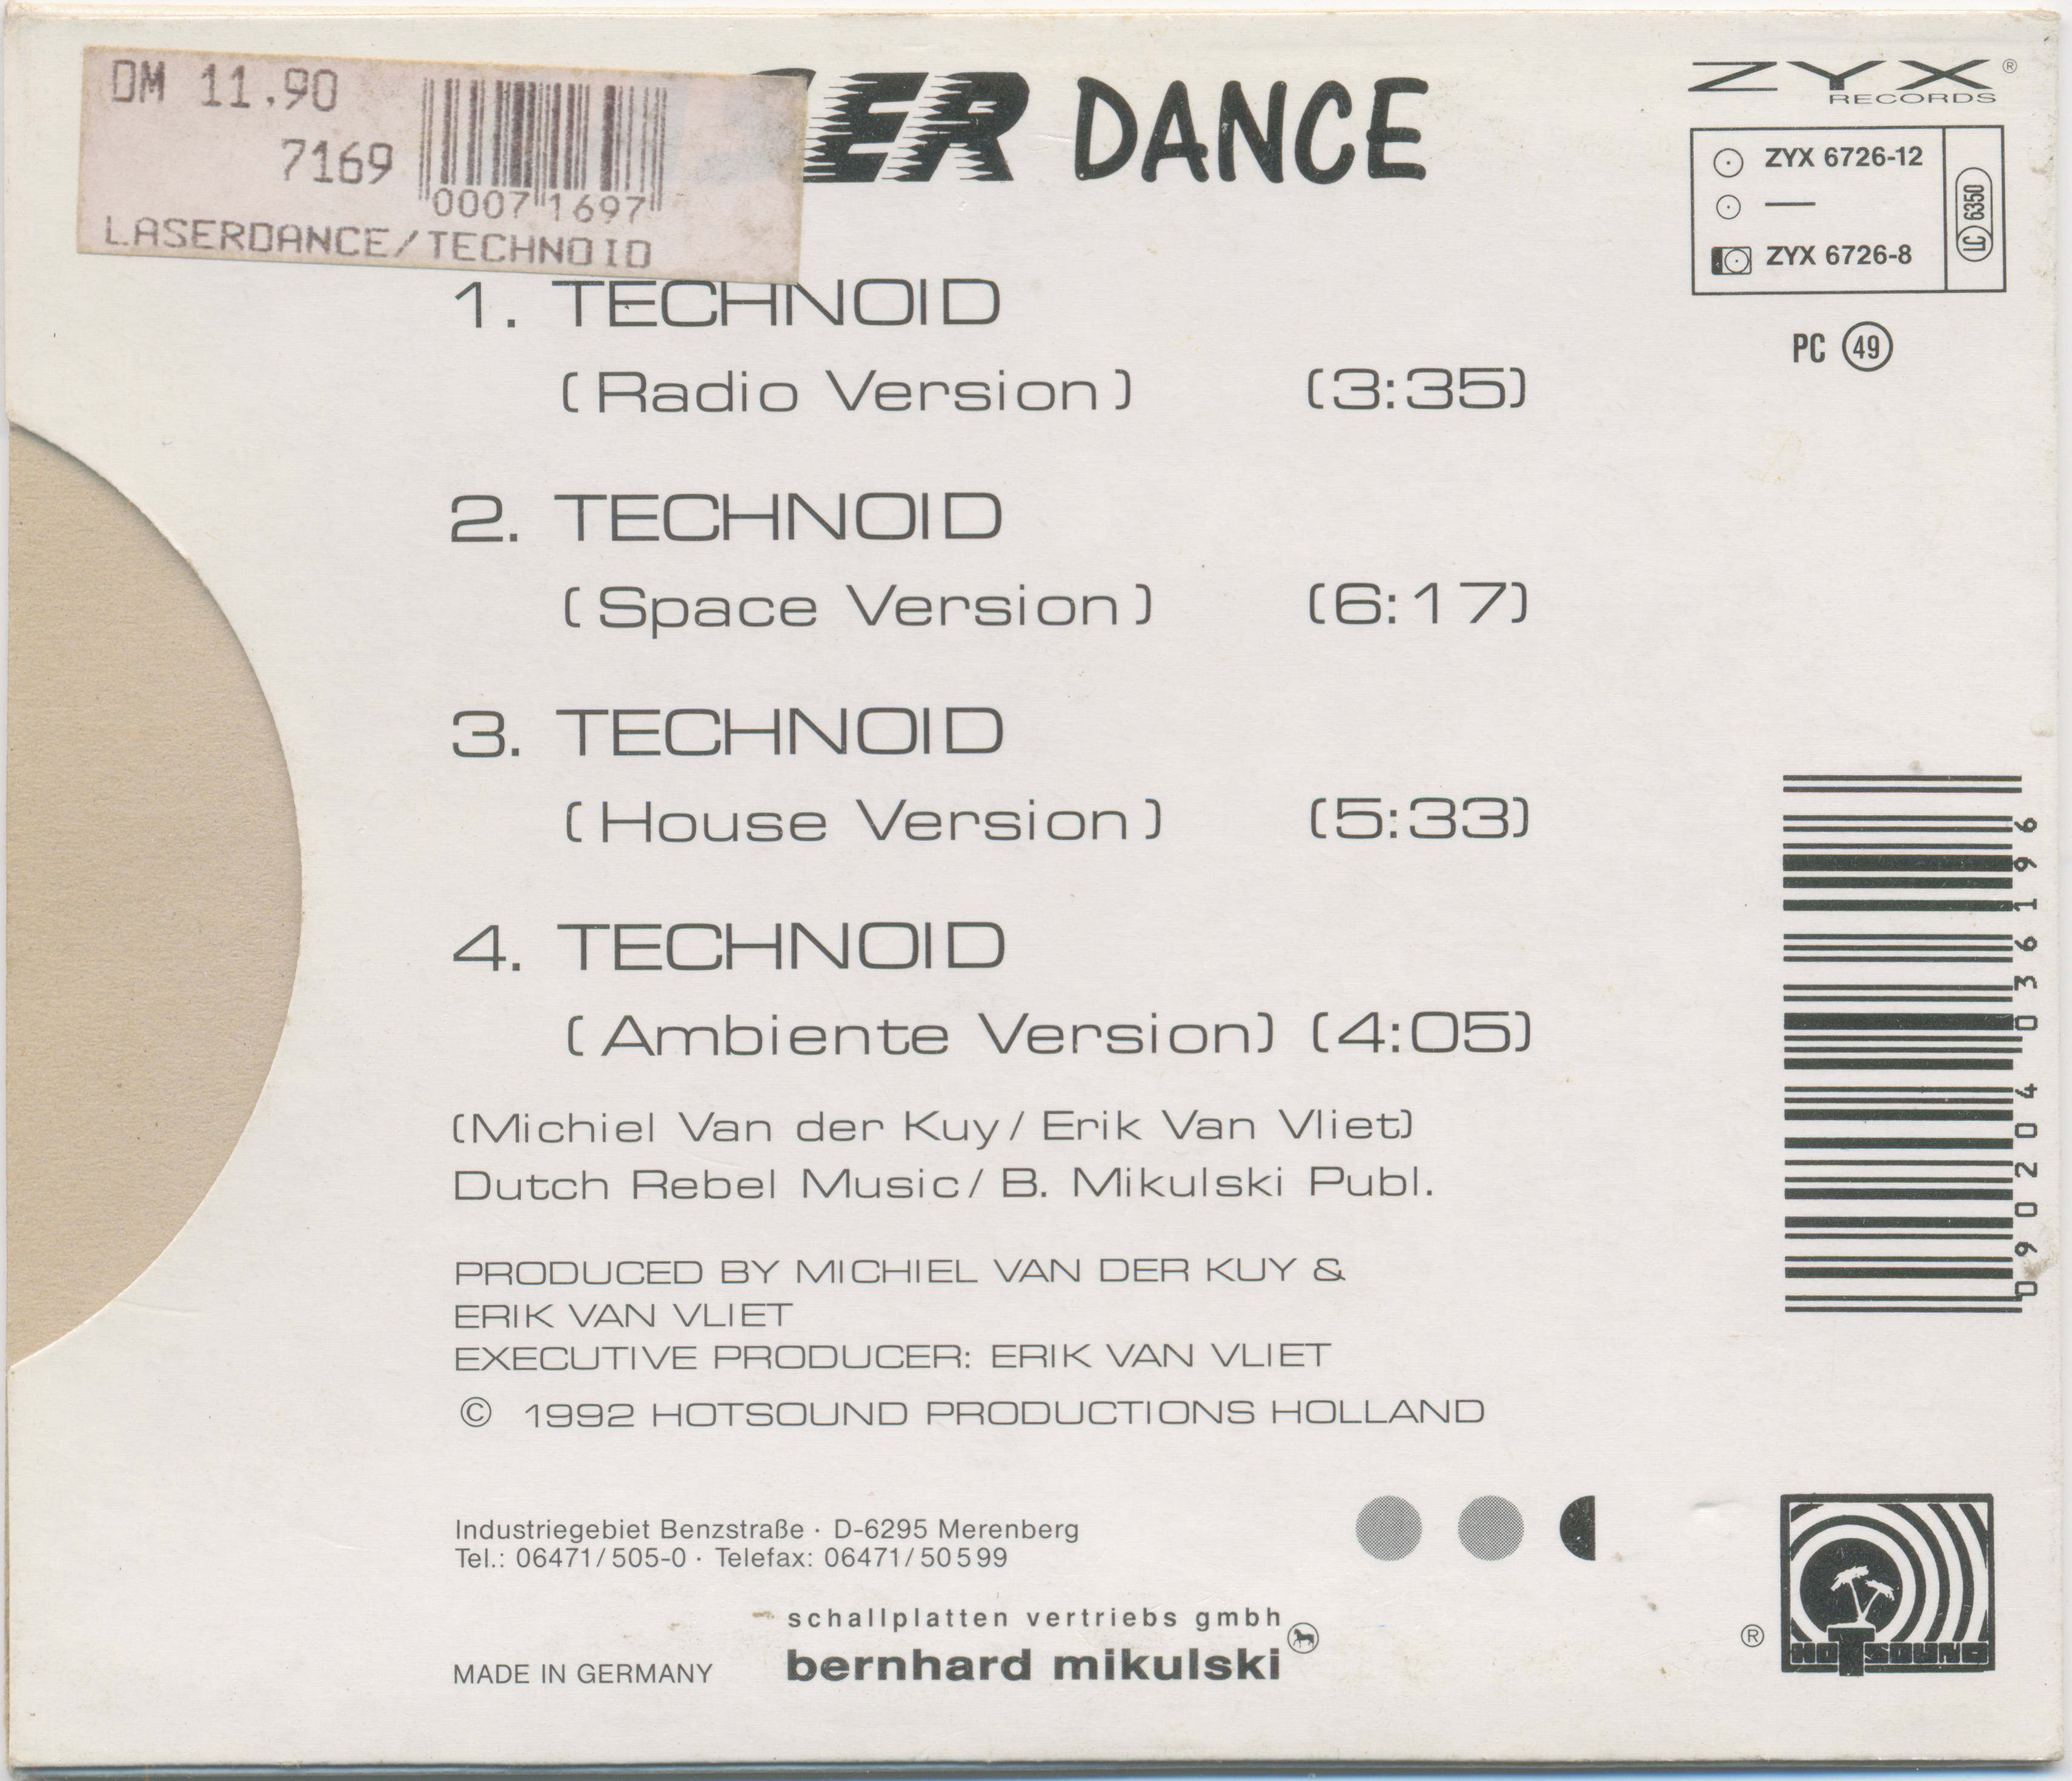 DM 11.90
7169
0007 1697
LASERDANCE/TECHNOID
DANCE
ZYX®
RECORDS
ZYX 6726-12
—
ZYX 6726-8
LC 6350
PC 49
1. TECHNOID
(Radio Version) (3:35)
2. TECHNOID
(Space Version) (6:17)
3. TECHNOID
(House Version) (5:33)
4. TECHNOID
(Ambiente Version) (4:05)
(Michiel Van der Kuy / Erik Van Vliet)
Dutch Rebel Music / B. Mikulski Publ.
PRODUCED BY MICHIEL VAN DER KUY &
ERIK VAN VLIET
EXECUTIVE PRODUCER: ERIK VAN VLIET
© 1992 HOTSOUND PRODUCTIONS HOLLAND
090204036196
Industriegebiet Benzstraße · D-6295 Merenberg
Tel.: 06471/505-0 · Telefax: 06471/50599
schallplatten vertriebs gmbh
bernhard mikulski
MADE IN GERMANY
®
HOTSOUND